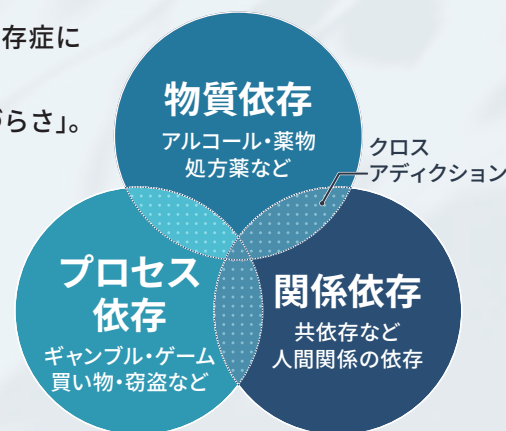 存症に
づらさ」。
物質依存
アルコール・薬物
処方薬など
クロス
アディクション
プロセス
依存
ギャンブル・ゲーム
買い物・窃盗など
関係依存
共依存など
人間関係の依存